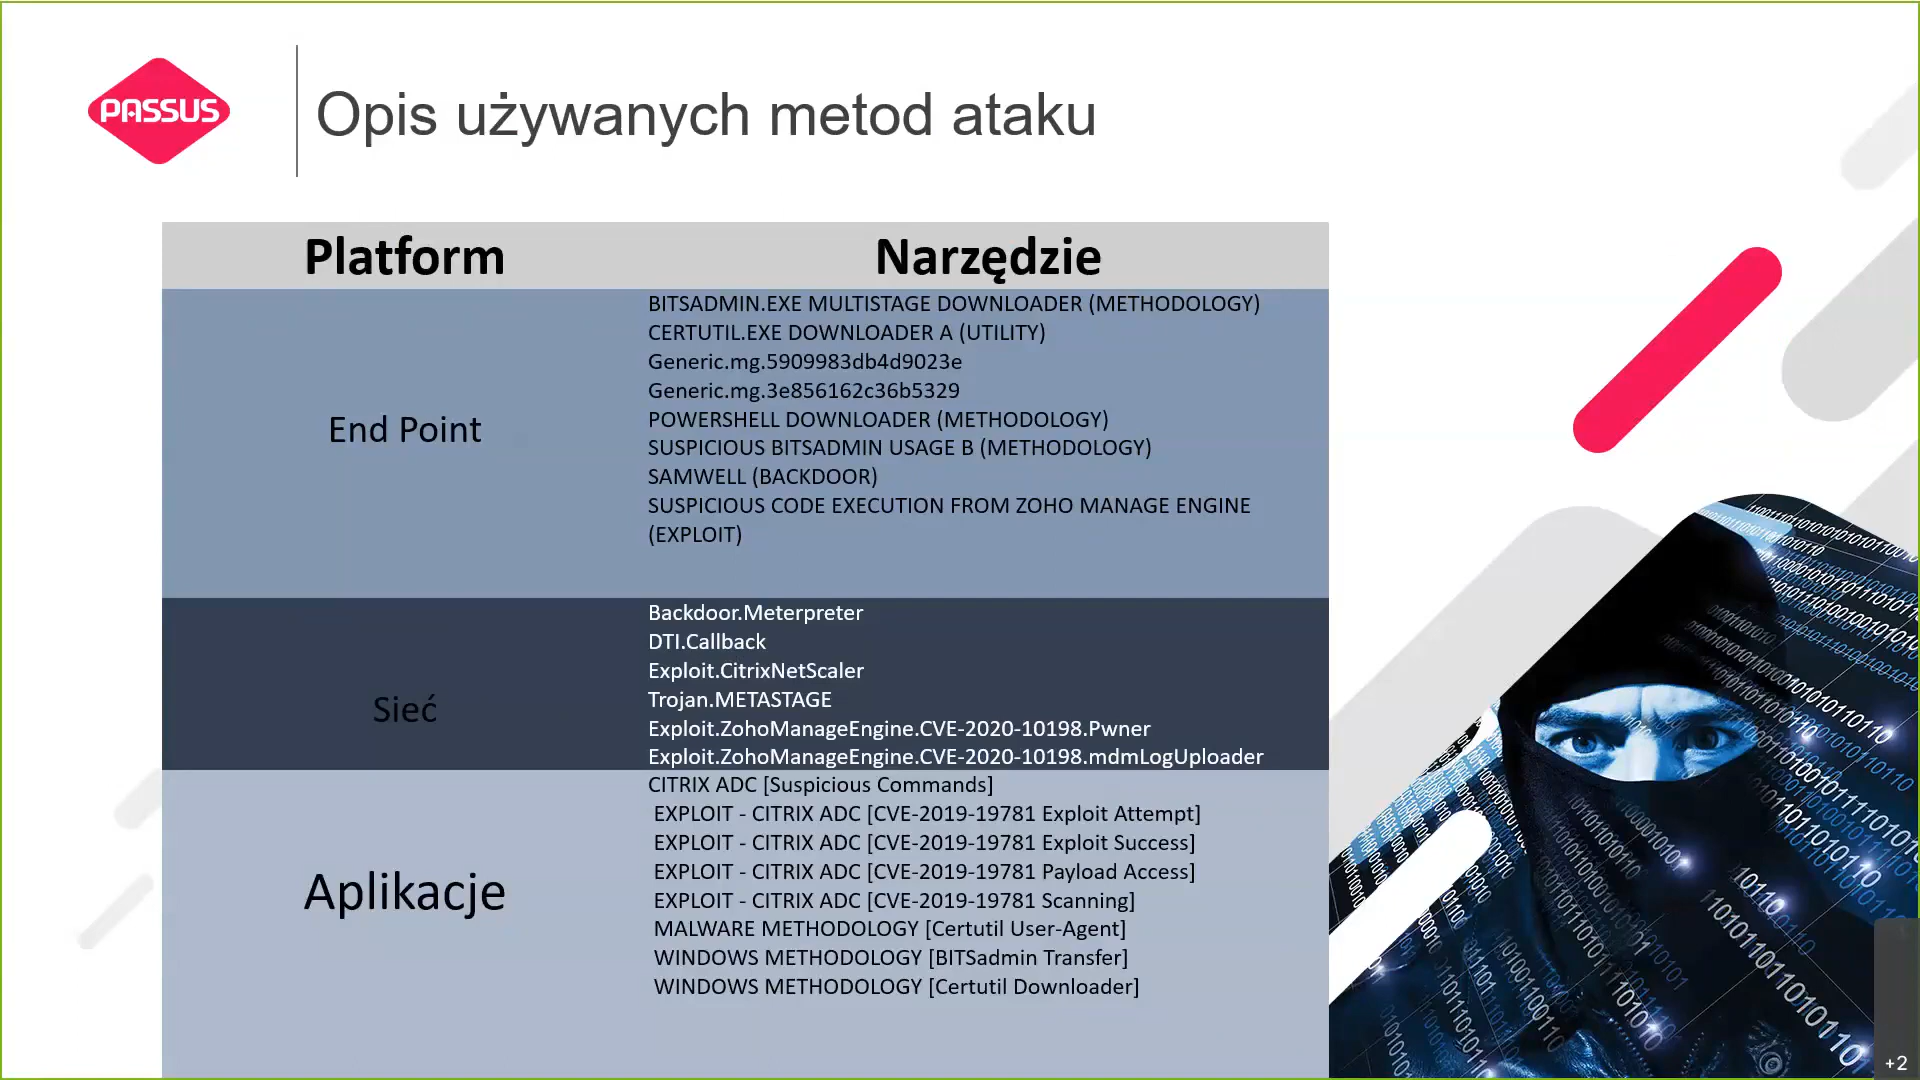 PASSUS
Opis używanych metod ataku
Platform
Narzędzie
End Point
BITSADMIN.EXE MULTISTAGE DOWNLOADER (METHODOLOGY)
CERTUTIL.EXE DOWNLOADER A (UTILITY)
Generic.mg.5909983db4d9023e
Generic.mg.3e856162c36b5329
POWERSHELL DOWNLOADER (METHODOLOGY)
SUSPICIOUS BITSADMIN USAGE B (METHODOLOGY)
SAMWELL (BACKDOOR)
SUSPICIOUS CODE EXECUTION FROM ZOHO MANAGE ENGINE
(EXPLOIT)
Sieć
Backdoor.Meterpreter
DTI.Callback
Exploit.CitrixNetScaler
Trojan.METASTAGE
Exploit.ZohoManageEngine.CVE-2020-10198.Pwner
Exploit.ZohoManageEngine.CVE-2020-10198.mdmLogUploader
Aplikacje
CITRIX ADC [Suspicious Commands]
EXPLOIT - CITRIX ADC [CVE-2019-19781 Exploit Attempt]
EXPLOIT - CITRIX ADC [CVE-2019-19781 Exploit Success]
EXPLOIT - CITRIX ADC [CVE-2019-19781 Payload Access]
EXPLOIT - CITRIX ADC [CVE-2019-19781 Scanning]
MALWARE METHODOLOGY [Certutil User-Agent]
WINDOWS METHODOLOGY [BITSadmin Transfer]
WINDOWS METHODOLOGY [Certutil Downloader]
+2